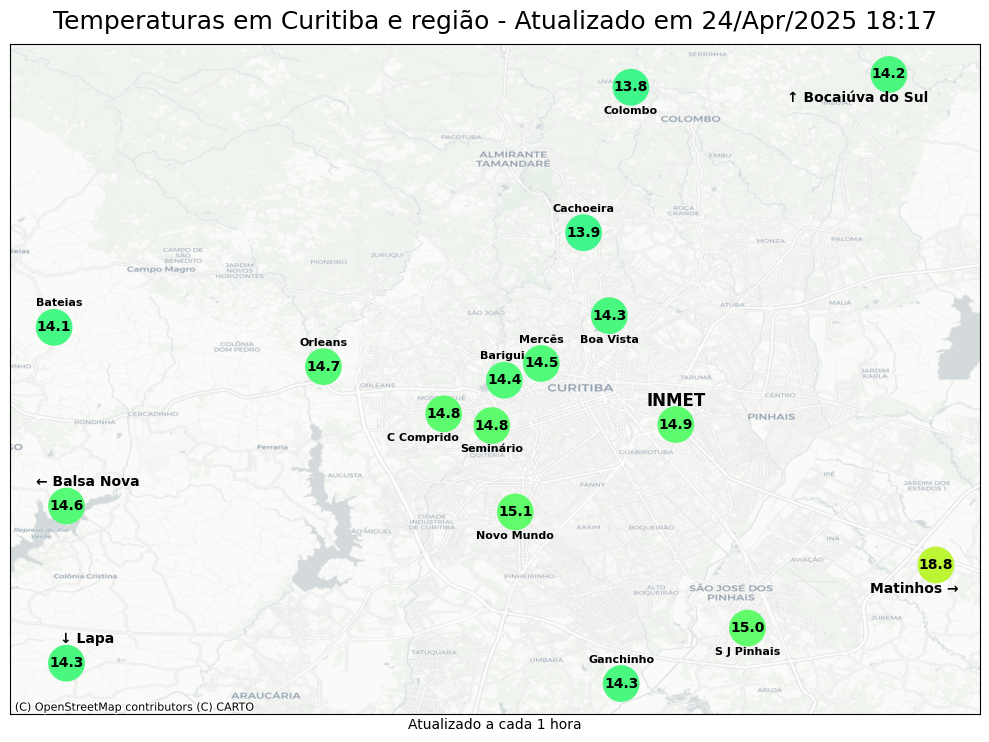 Temperaturas em Curitiba e região - Atualizado em 24/Apr/2025 18:17
SERRINHA
14.2
↑ Bocaiúva do Sul
13.8
Colombo
COLOMBO
PACOTUBA
ALMIRANTE
TAMANDARÉ
EMBU
Cachoeira
13.9
ROÇA
GRANDE
MONZA
PALOMA
CAMPO DE
SÃO
BENEDITO
Campo Magro
JARDIM
NOVOS
HORIZONTES
PIONEIRO
JURUQUI
Bateias
14.1
SÃO JOÃO
14.3
Boa Vista
ATUBA
MAUÁ
COLÔNIA
DOM PEDRO
Orleans
14.7
ORLEANS
Mercês
14.5
Barigui
14.4
CURITIBA
TARUMÃ
JARDIM
KARLA
CENTRO
PINHAIS
INMET
14.9
14.8
C Comprido
14.8
Seminário
CERCADINHO
RONDINHA
Ferraria
GUABIROTUBA
AUGUSTA
FANNY
IPÊ
JARDIM DOS
ESTADOS I
← Balsa Nova
14.6
Represa do Rio
Verde
SÃO MIGUEL
CIDADE
INDUSTRIAL
DE CURITIBA
15.1
Novo Mundo
XAXIM
BOQUEIRÃO
INÁ
AVIAÇÃO
18.8
Matinhos →
Colônia Cristina
PINHEIRINHO
ALTO
BOQUEIRÃO
SÃO JOSÉ DOS
PINHAIS
JUREMA
15.0
S J Pinhais
↓ Lapa
14.3
TATUQUARA
UMBARÁ
Ganchinho
14.3
ARUJÁ
ARAUCÁRIA
(C) OpenStreetMap contributors (C) CARTO
Atualizado a cada 1 hora